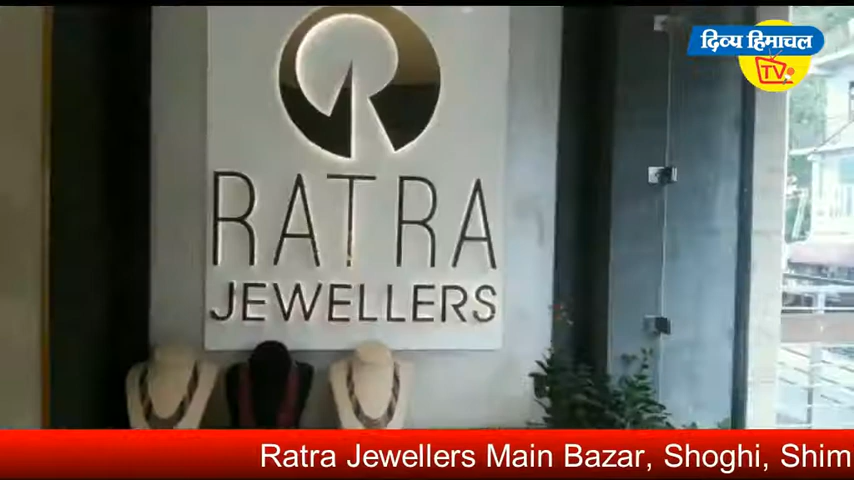 दिव्य हिमाचल
TV
RATRA
JEWELLERS
Ratra Jewellers Main Bazar, Shoghi, Shim